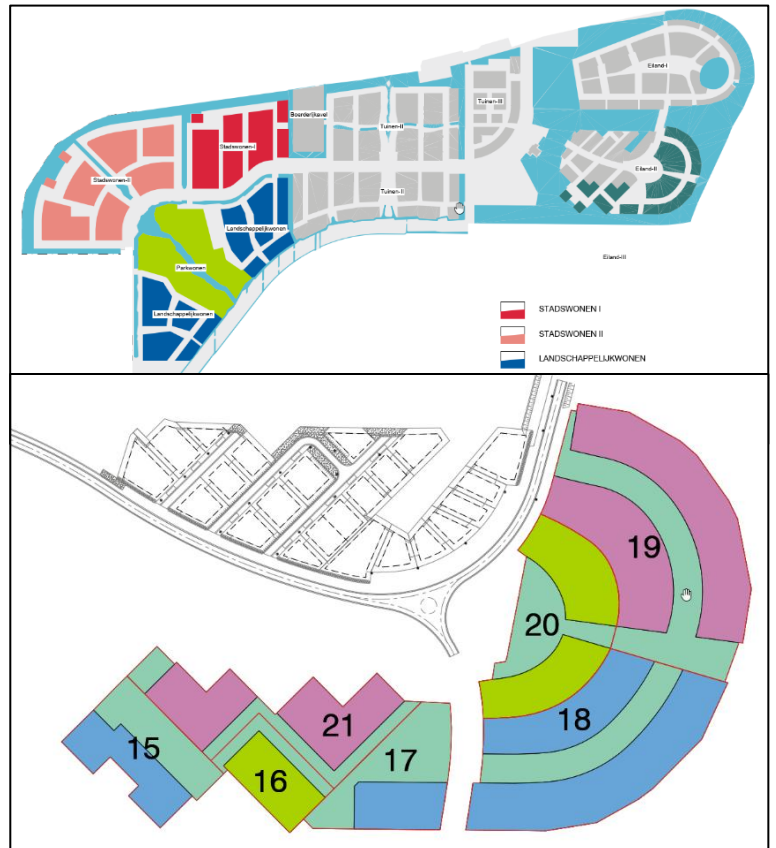 Eiland-I
Boerderijkavel
Tuinen-III
Tuinen-II
Stadswonen-I
Eiland-II
Stadswonen-II
Tuinen-II
Landschappelijkwonen
Eiland-III
Parkwonen
STADSWONEN I
Landschappelijkwonen
STADSWONEN II
LANDSCHAPPELIJKWONEN
19
20
21
18
15
17
16